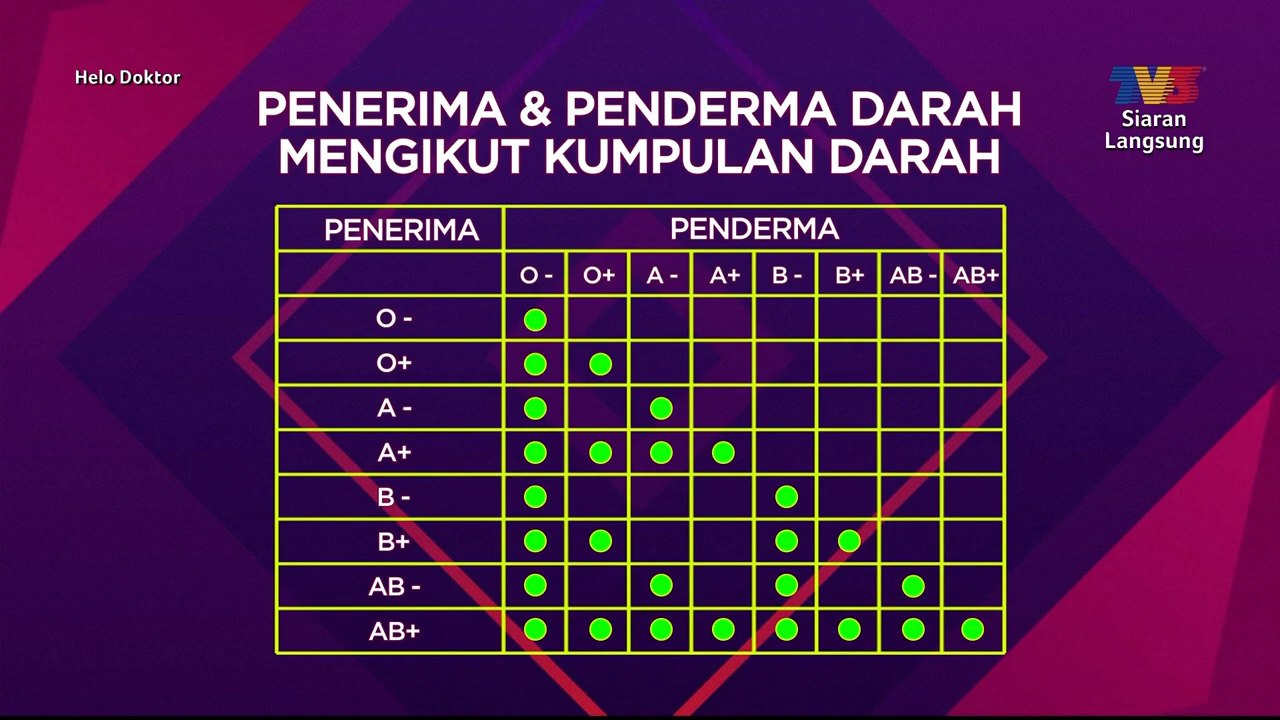 Helo Doktor
TV3
Siaran
Langsung
PENERIMA & PENDERMA DARAH
MENGIKUT KUMPULAN DARAH
PENERIMA PENDERMA
O - O+ A - A+ B - B+ AB - AB+
O -
O+
A -
A+
B -
B+
AB -
AB+